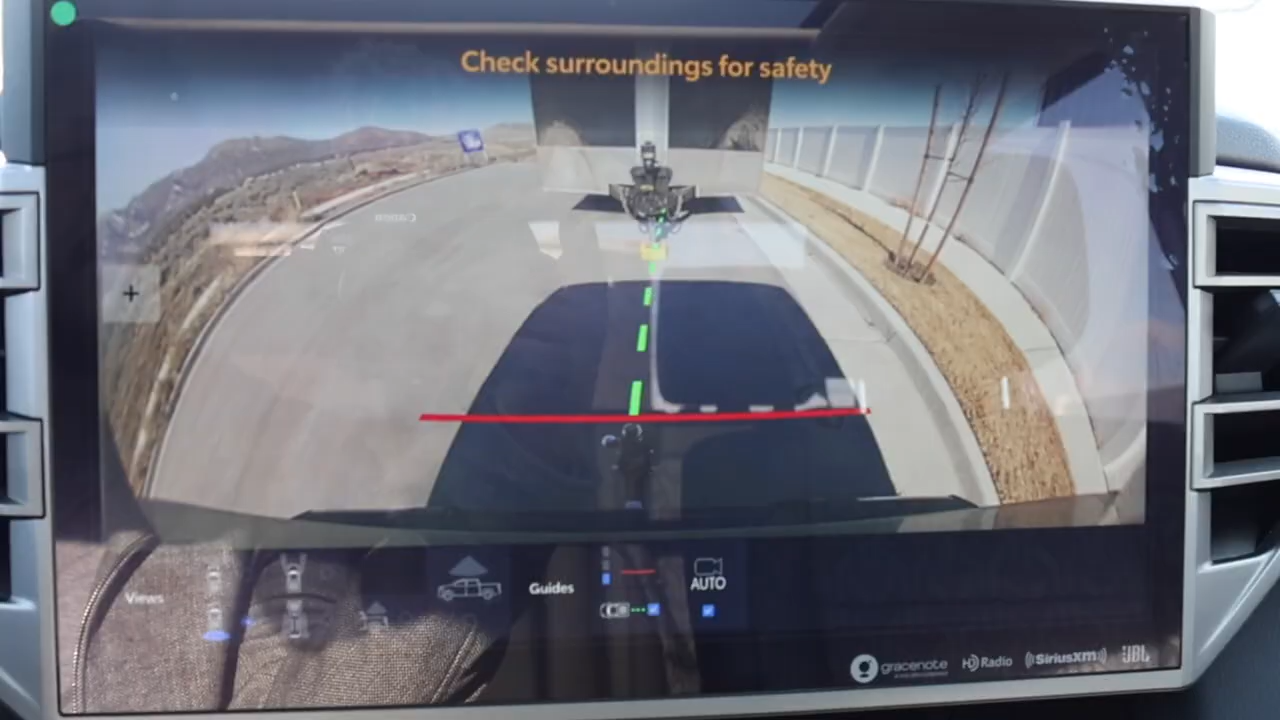 Check surroundings for safety
Views
Guides
AUTO
gracenote
HD Radio
SiriusXM
JBL